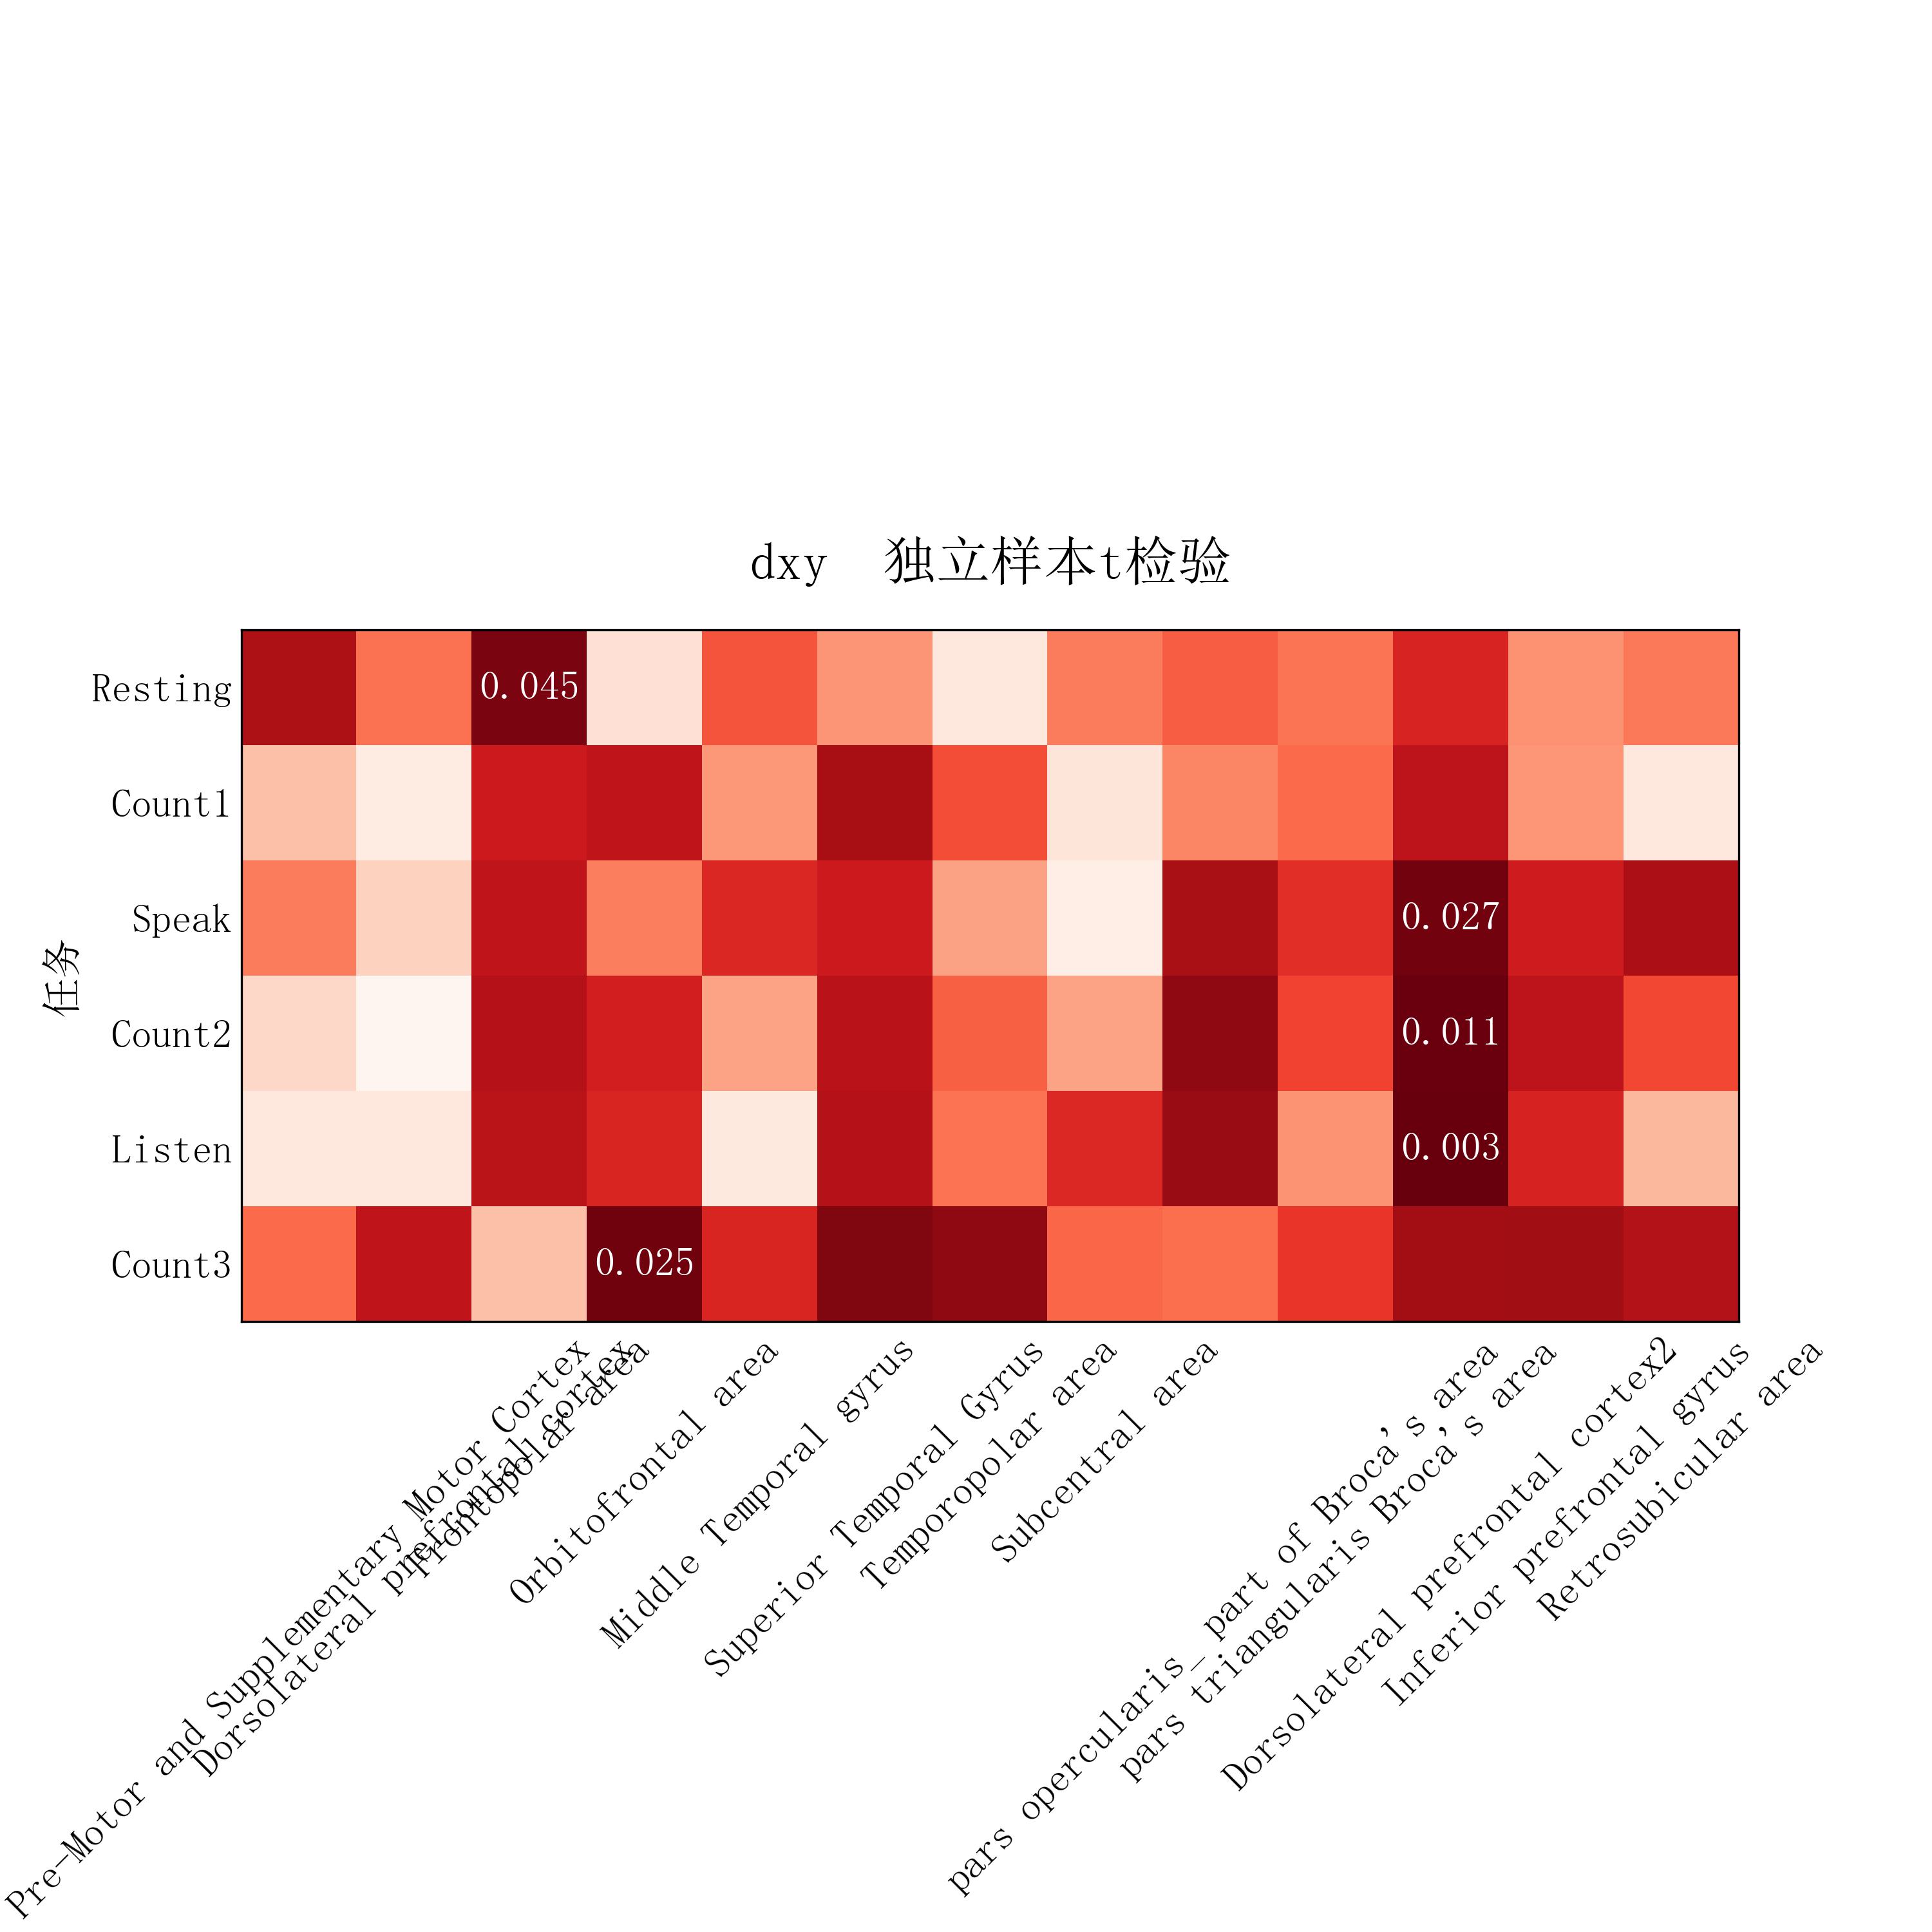 dxy 独立样本t检验
任务
Resting
0.045
Count1
Speak
0.027
Count2
0.011
Listen
0.003
Count3
0.025
Pre-Motor and Supplementary Motor Cortex
Dorsolateral prefrontal cortex
Frontopolar area
Orbitofrontal area
Middle Temporal gyrus
Superior Temporal Gyrus
Temporopolar area
Subcentral area
pars opercularis_ part of Broca's area
pars triangularis Broca's area
Dorsolateral prefrontal cortex2
Inferior prefrontal gyrus
Retrosubicular area